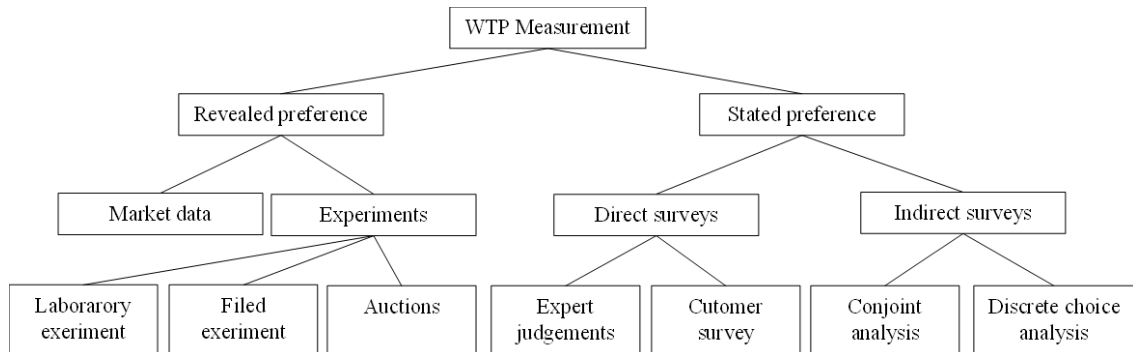 WTP Measurement
Revealed preference
Stated preference
Market data
Experiments
Direct surveys
Indirect surveys
Laborarory
exeriment
Filed
exeriment
Auctions
Expert
judgements
Cutomer
survey
Conjoint
analysis
Discrete choice
analysis